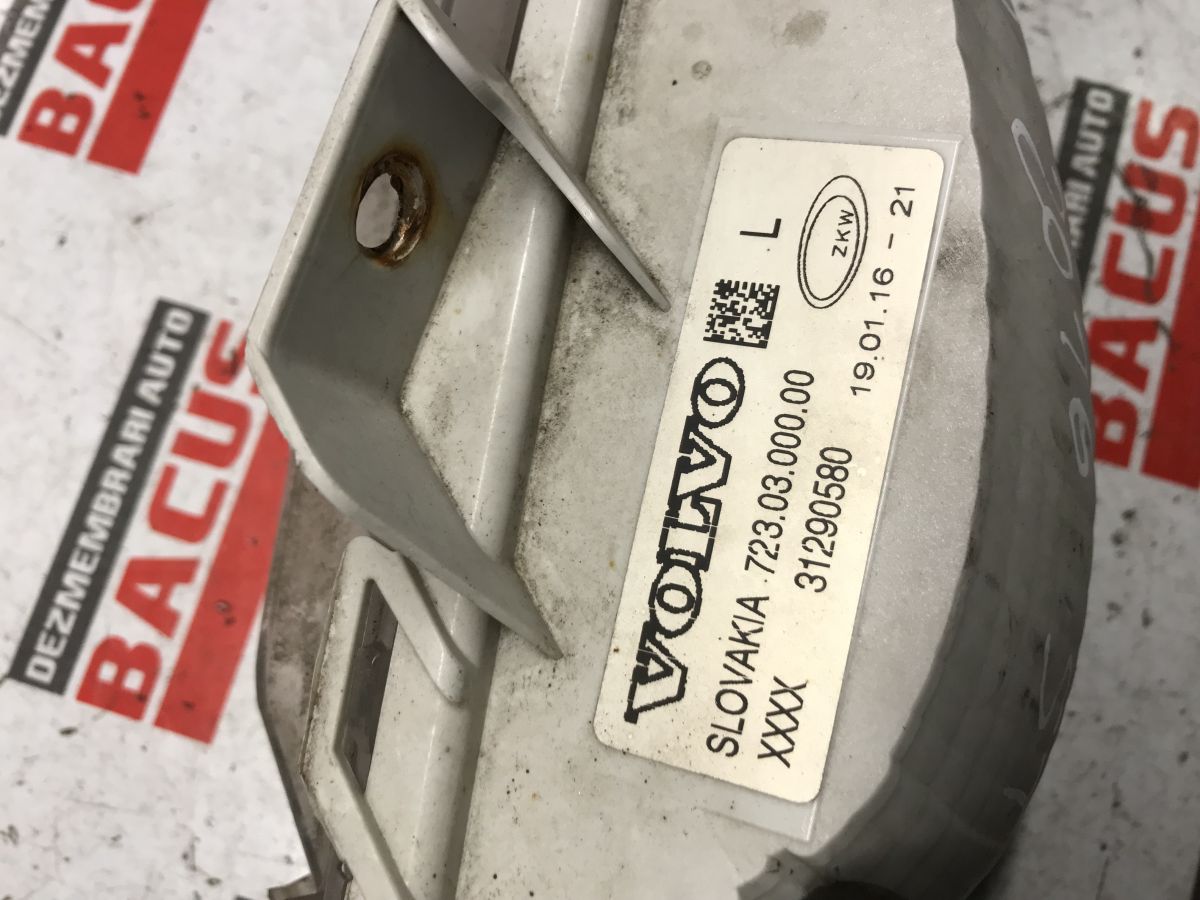 VOLVO
L
SLOVAKIA 723.03.000.00
ZKW
XXXX
31290580
19.01.16 - 21
DEZMEMBRARI AUTO
BACUS
BACUS
DEZMEMBRARI AUTO
BACUS